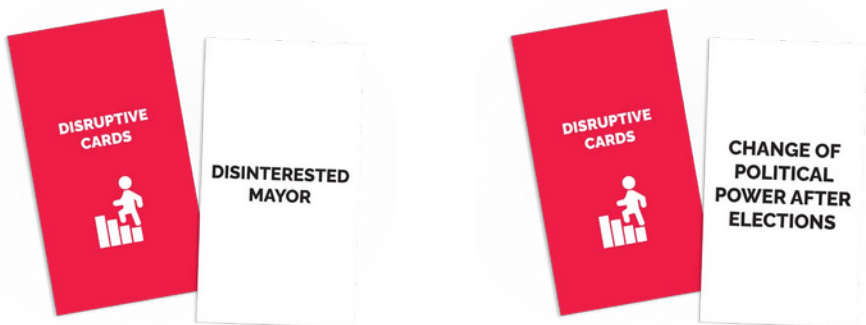 DISRUPTIVE
CARDS
DISINTERESTED
MAYOR
DISRUPTIVE
CARDS
CHANGE OF
POLITICAL
POWER AFTER
ELECTIONS